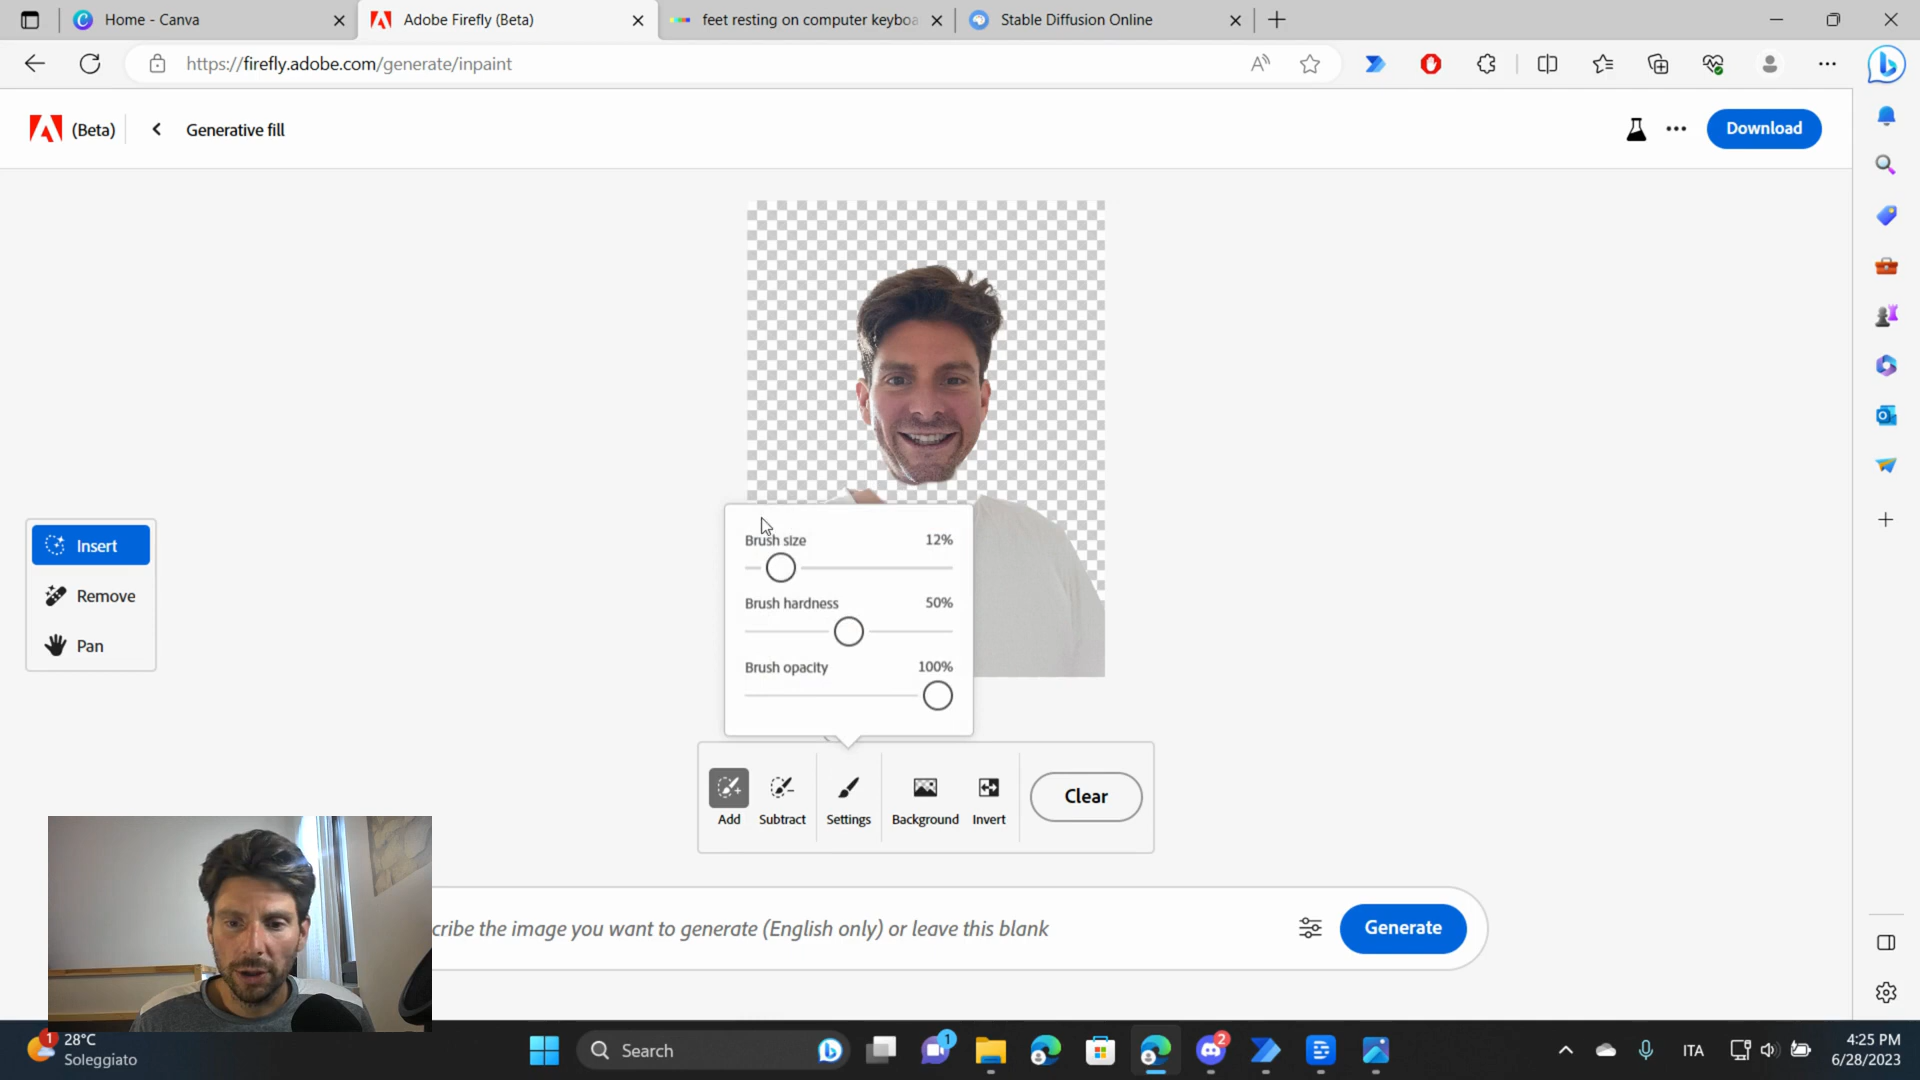 Home - Canva
Adobe Firefly (Beta)
feet resting on computer keyboa
Stable Diffusion Online
https://firefly.adobe.com/generate/inpaint
(Beta)
Generative fill
Download
Insert
Remove
Pan
Brush size 12%
Brush hardness 50%
Brush opacity 100%
Add
Subtract
Settings
Background
Invert
Clear
cribe the image you want to generate (English only) or leave this blank
Generate
1
28°C
Soleggiato
Search
1
2
ITA
4:25 PM
6/28/2023